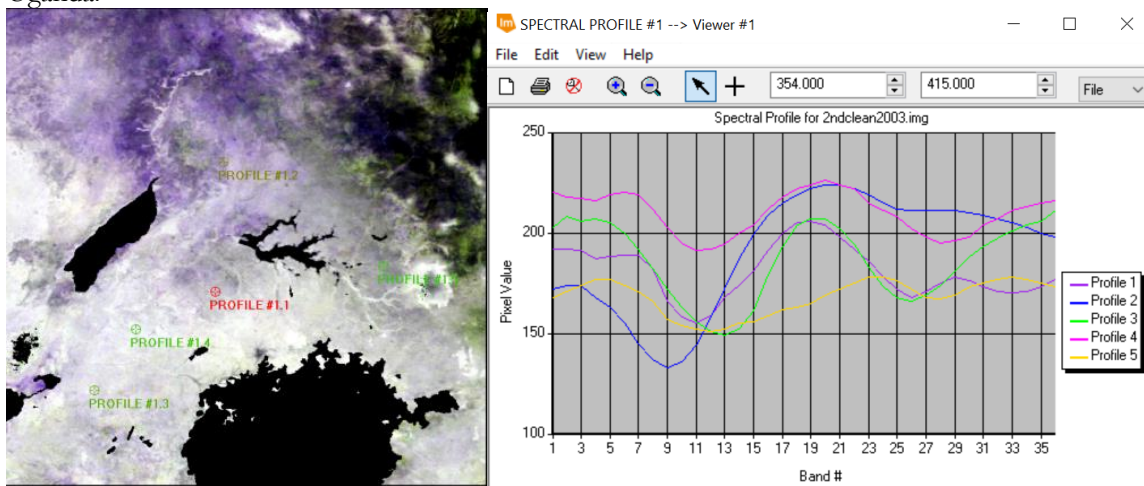 Uganda.
PROFILE #1.2
PROFILE #1.1
PROFILE #1.4
PROFILE #1.3
Im SPECTRAL PROFILE #1 --> Viewer #1
File Edit View Help
354.000 415.000 File
Spectral Profile for 2ndclean2003.img
250
200
150
100
Pixel Value
1 3 5 7 9 11 13 15 17 19 21 23 25 27 29 31 33 35
Band #
Profile 1
Profile 2
Profile 3
Profile 4
Profile 5